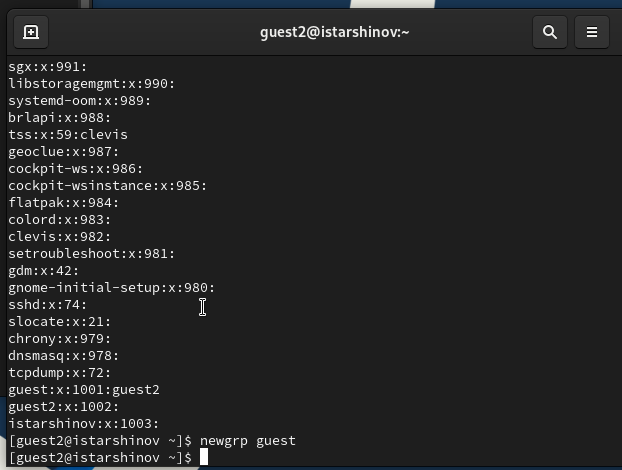 guest2@istarshinov:~
sgx:x:991:
libstoragemgmt:x:990:
systemd-oom:x:989:
brlapi:x:988:
tss:x:59:clevis
geoclue:x:987:
cockpit-ws:x:986:
cockpit-wsinstance:x:985:
flatpak:x:984:
colord:x:983:
clevis:x:982:
setroubleshoot:x:981:
gdm:x:42:
gnome-initial-setup:x:980:
sshd:x:74:
slocate:x:21:
chrony:x:979:
dnsmasq:x:978:
tcpdump:x:72:
guest:x:1001:guest2
guest2:x:1002:
istarshinov:x:1003:
[guest2@istarshinov ~]$ newgrp guest
[guest2@istarshinov ~]$